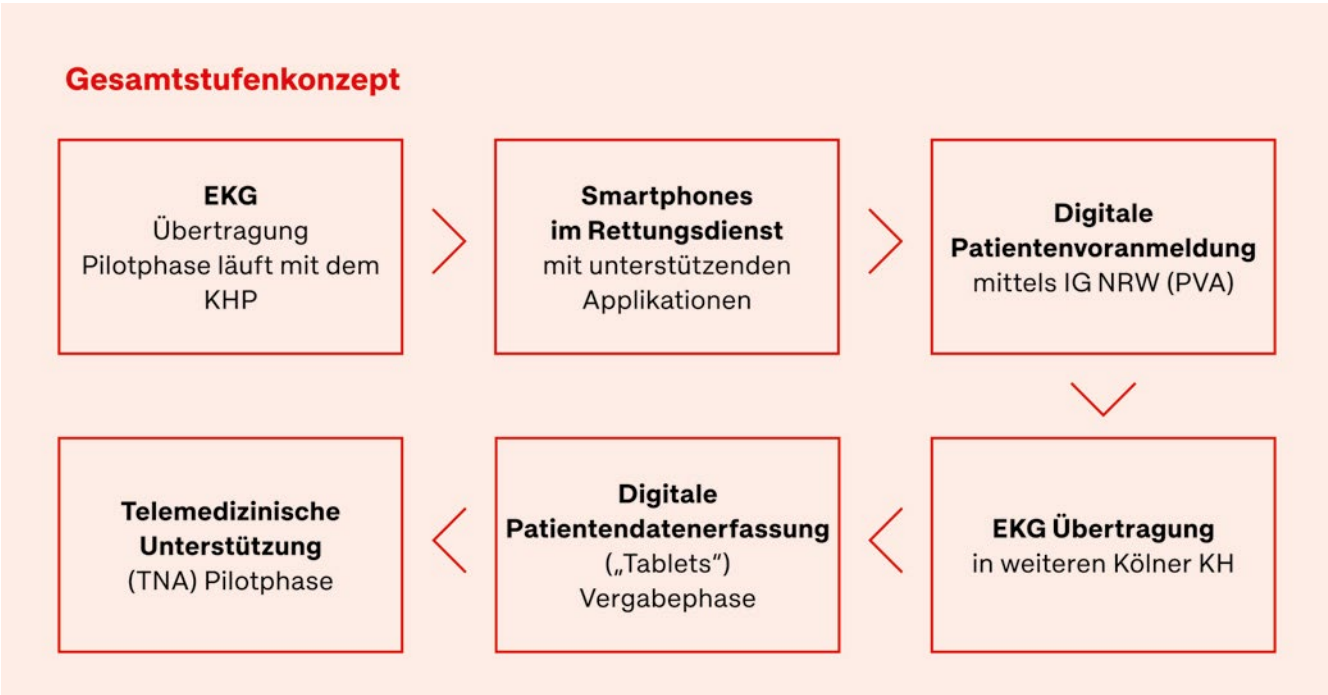 Gesamtstufenkonzept
EKG
Übertragung
Pilotphase läuft mit dem
KHP
Smartphones
im Rettungsdienst
mit unterstützenden
Applikationen
Digitale
Patientenvoranmeldung
mittels IG NRW (PVA)
EKG Übertragung
in weiteren Kölner KH
Digitale
Patientendatenerfassung
(„Tablets“)
Vergabephase
Telemedizinische
Unterstützung
(TNA) Pilotphase